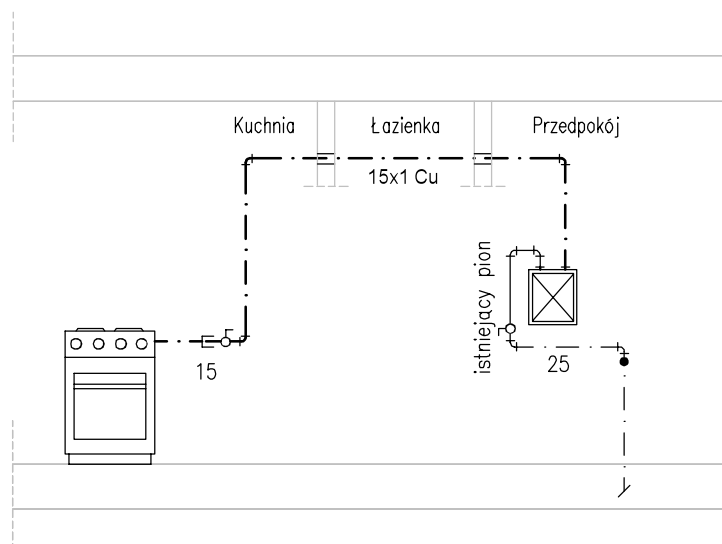 Kuchnia
Łazienka
Przedpokój
15x1 Cu
istniejący pion
15
25